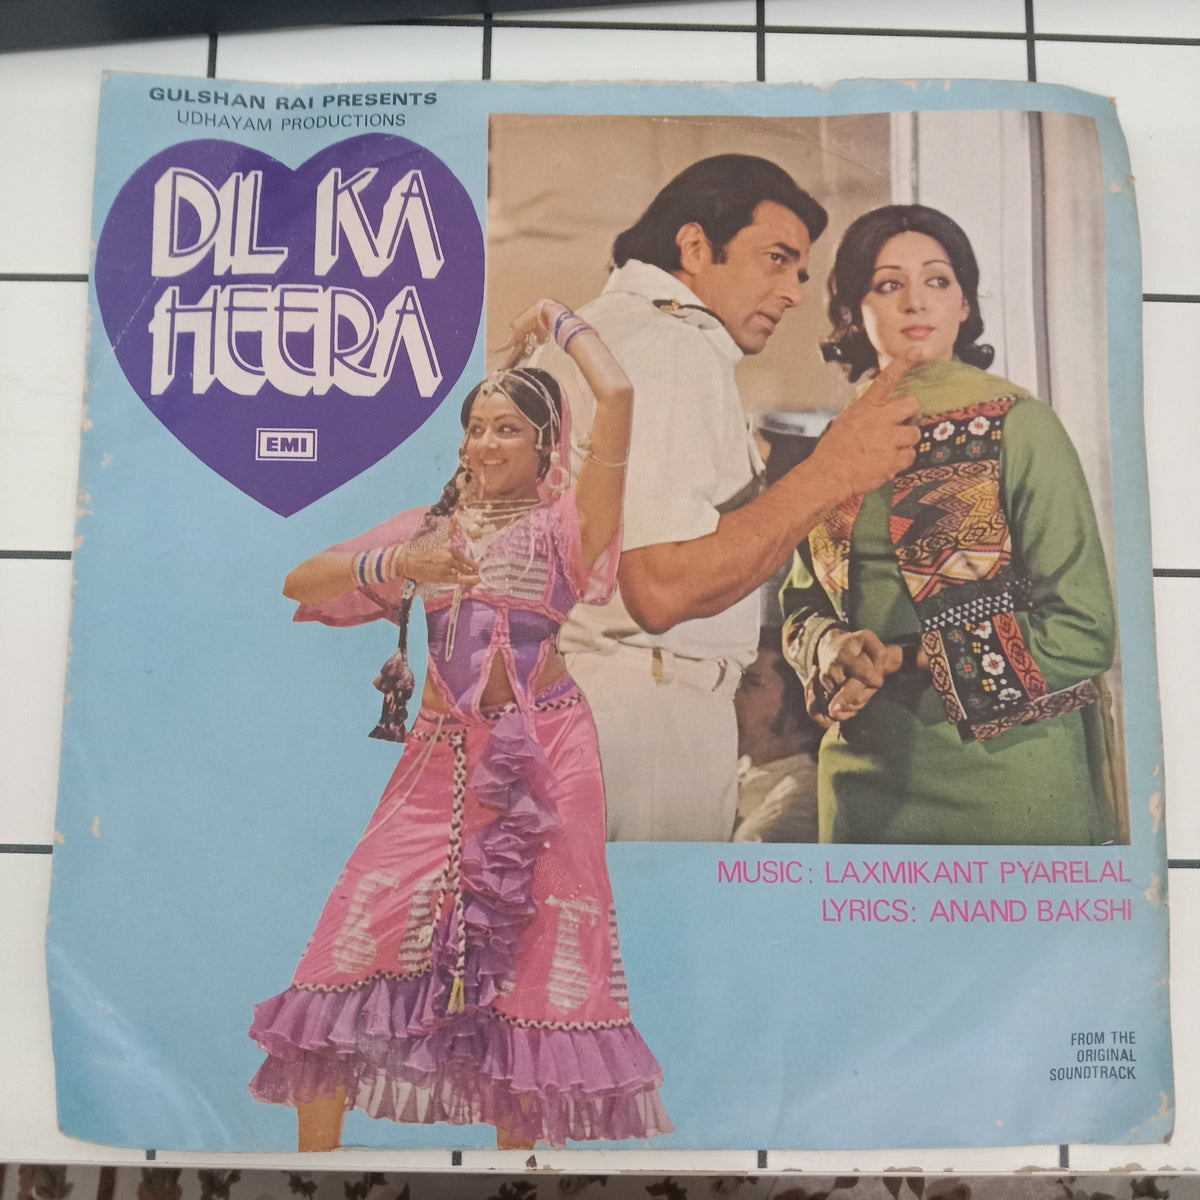 GULSHAN RAI PRESENTS
UDHAYAM PRODUCTIONS
DIL KA
HEERA
EMI
MUSIC: LAXMIKANT PYARELAL
LYRICS: ANAND BAKSHI
FROM THE
ORIGINAL
SOUNDTRACK